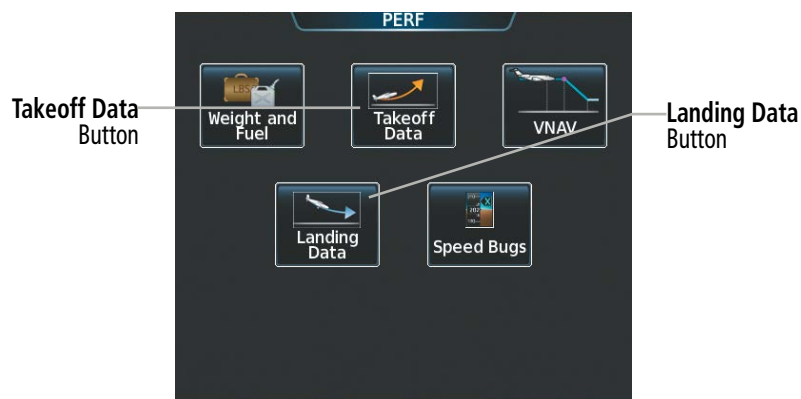 PERF
LBS
Weight and
Fuel
Takeoff
Data
VNAV
Takeoff Data
Button
Landing Data
Button
Landing
Data
Speed Bugs